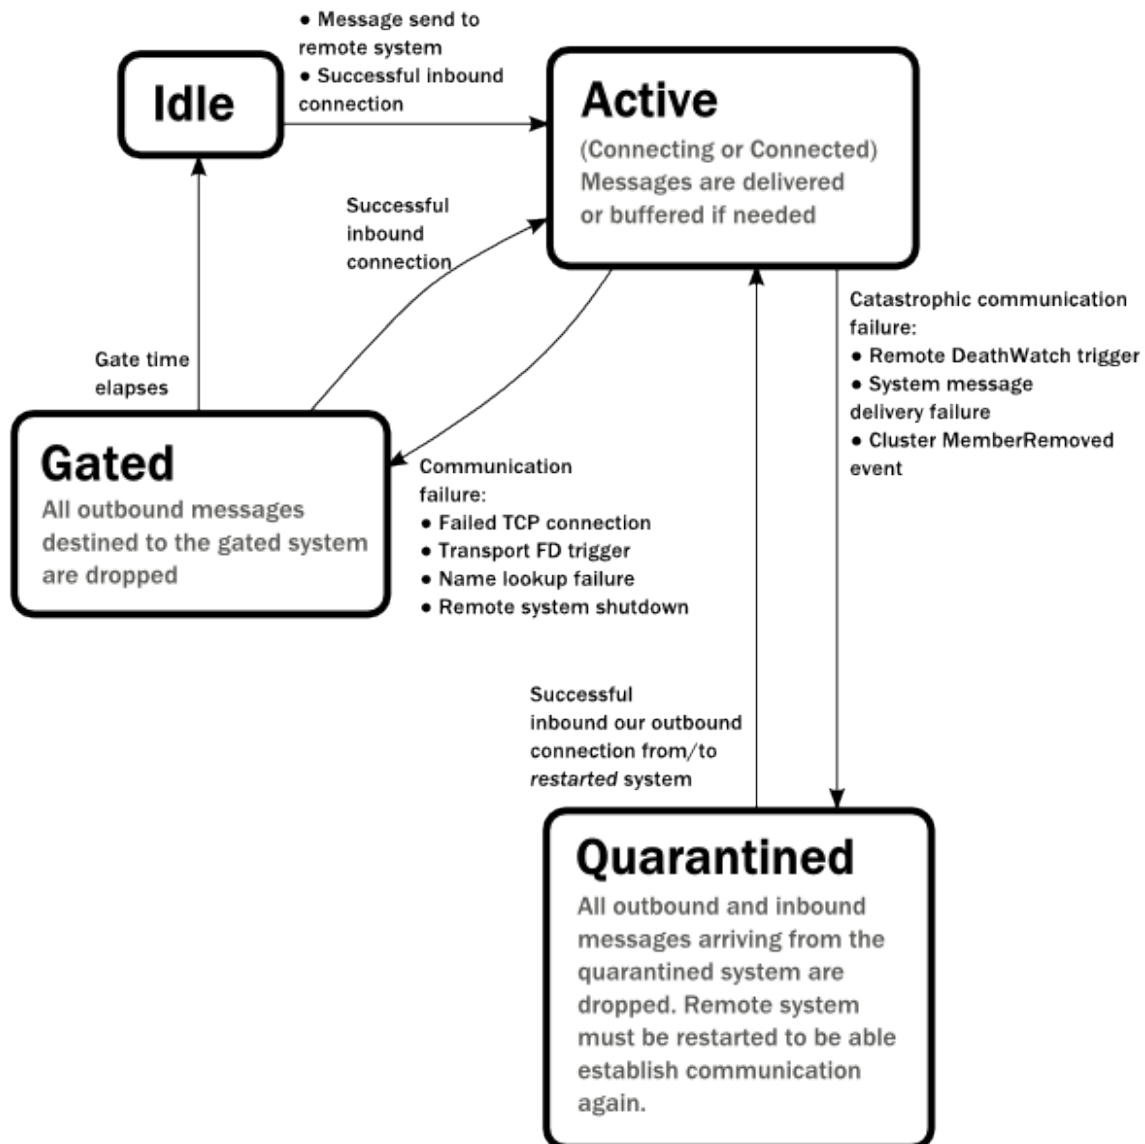 ● Message send to
remote system
● Successful inbound
connection
Idle
Active
(Connecting or Connected)
Messages are delivered
or buffered if needed
Successful
inbound
connection
Gate time
elapses
Catastrophic communication
failure:
● Remote DeathWatch trigger
● System message
delivery failure
● Cluster MemberRemoved
event
Gated
All outbound messages
destined to the gated system
are dropped
Communication
failure:
● Failed TCP connection
● Transport FD trigger
● Name lookup failure
● Remote system shutdown
Successful
inbound our outbound
connection from/to
restarted system
Quarantined
All outbound and inbound
messages arriving from the
quarantined system are
dropped. Remote system
must be restarted to be able
establish communication
again.